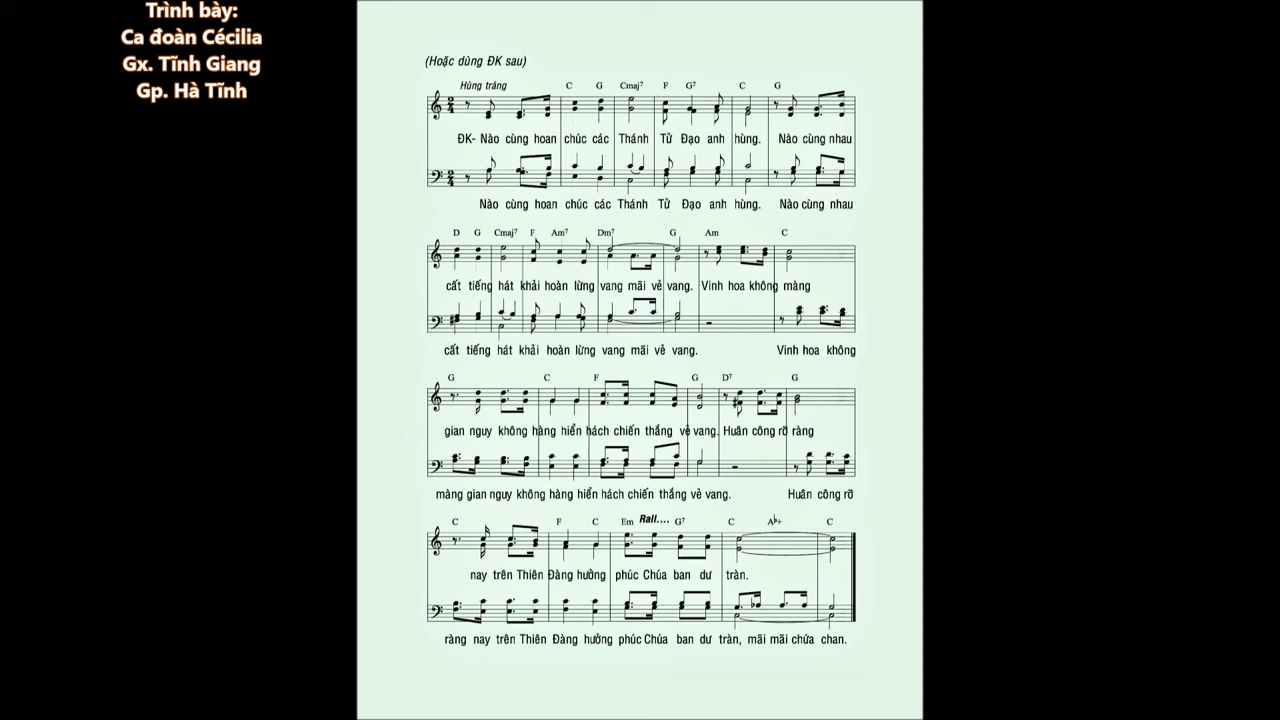 Trình bày:
Ca đoàn Cécilia
Gx. Tĩnh Giang
Gp. Hà Tĩnh
(Hoặc dùng ĐK sau)
Hùng tráng
C G Cmaj7 F G7 C G
ĐK- Nào cùng hoan chúc các Thánh Tử Đạo anh hùng. Nào cùng nhau
Nào cùng hoan chúc các Thánh Tử Đạo anh hùng. Nào cùng nhau
D G Cmaj7 F Am7 Dm7 G Am C
cất tiếng hát khải hoàn lừng vang mãi vẻ vang. Vinh hoa không màng
cất tiếng hát khải hoàn lừng vang mãi vẻ vang. Vinh hoa không
G C F G D7 G
gian nguy không hàng hiển hách chiến thắng vẻ vang. Huân công rỡ ràng
màng gian nguy không hàng hiển hách chiến thắng vẻ vang. Huân công rỡ
C F C Em Rall.... G7 C Ab+ C
nay trên Thiên Đàng hưởng phúc Chúa ban dư tràn.
ràng nay trên Thiên Đàng hưởng phúc Chúa ban dư tràn, mãi mãi chứa chan.